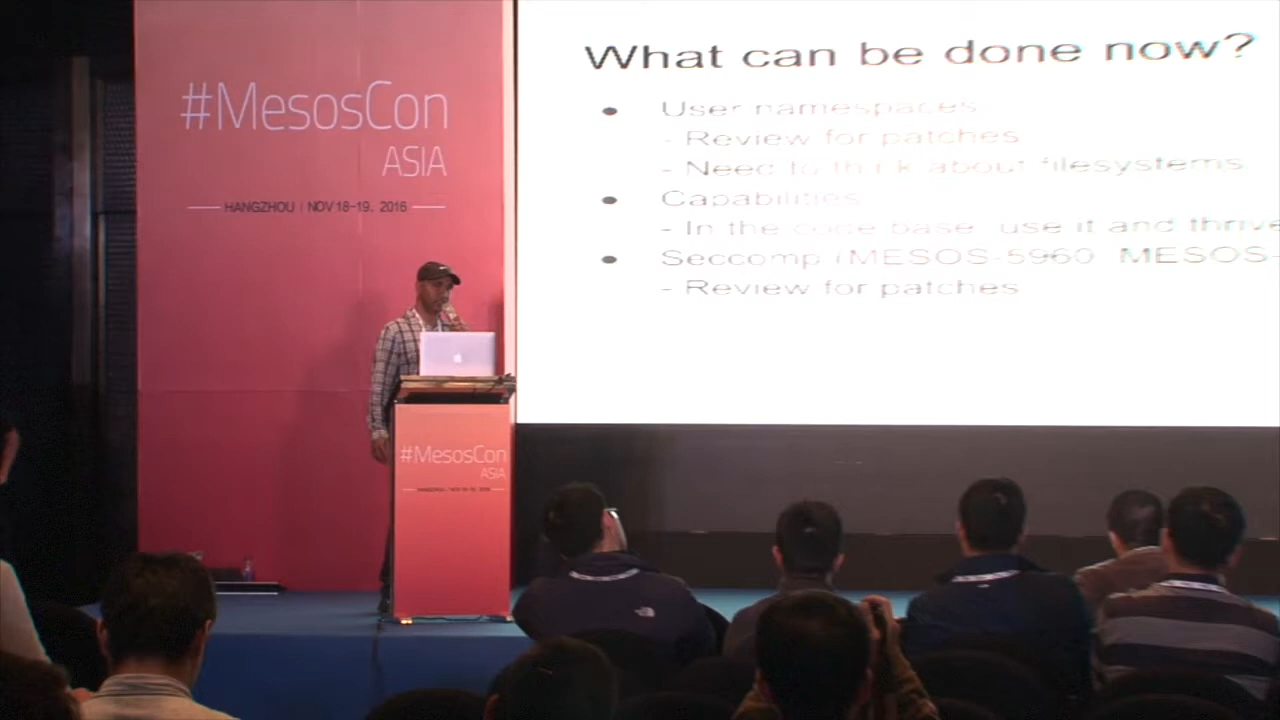 #MesosCon
ASIA
HANGZHOU | NOV 18-19, 2016
What can be done now?
• User namespaces
- Review for patches
- Need to think about filesystems
• Capabilities
- In the code base use it and thrive
• Seccomp (MESOS-5960 MESOS-
- Review for patches
#MesosCon
ASIA